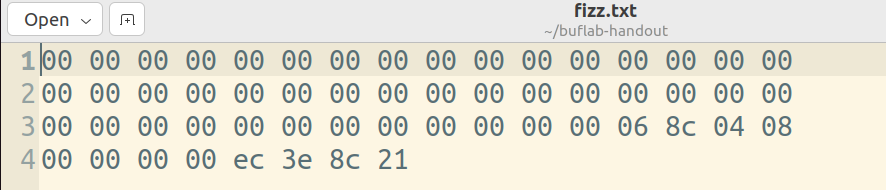 Open
fizz.txt
~/buflab-handout
1 00 00 00 00 00 00 00 00 00 00 00 00 00 00 00 00
2 00 00 00 00 00 00 00 00 00 00 00 00 00 00 00 00
3 00 00 00 00 00 00 00 00 00 00 00 00 06 8c 04 08
4 00 00 00 00 ec 3e 8c 21